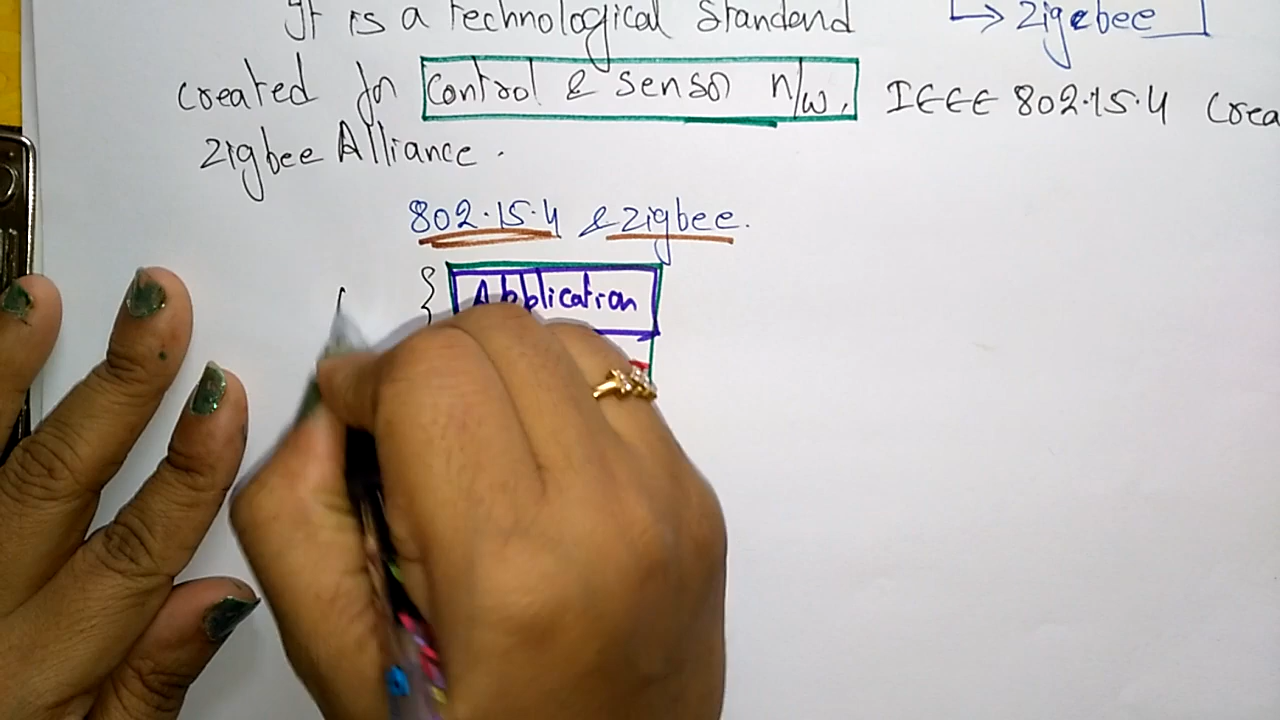 It is a technological Standard
→ Zigbee
created for Control & Sensor n/w. IEEE 802.15.4 Crea
Zigbee Alliance.
802.15.4 & Zigbee.
} Application